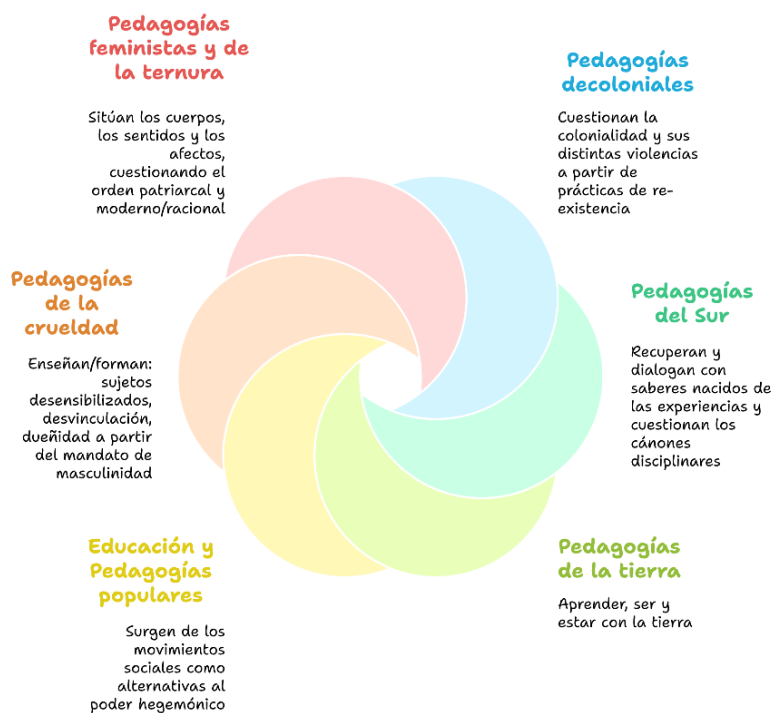 Pedagogías
feministas y de
la ternura
Sitúan los cuerpos,
los sentidos y los
afectos,
cuestionando el
orden patriarcal y
moderno/racional
Pedagogías
decoloniales
Cuestionan la
colonialidad y sus
distintas violencias
a partir de
prácticas de re-
existencia
Pedagogías
de la
crueldad
Enseñan/forman:
sujetos
desensibilizados,
desvinculación,
dueñidad a partir
del mandato de
masculinidad
Pedagogías
del Sur
Recuperan y
dialogan con
saberes nacidos de
las experiencias y
cuestionan los
cánones
disciplinares
Educación y
Pedagogías
populares
Surgen de los
movimientos
sociales como
alternativas al
poder hegemónico
Pedagogías
de la tierra
Aprender, ser y
estar con la tierra